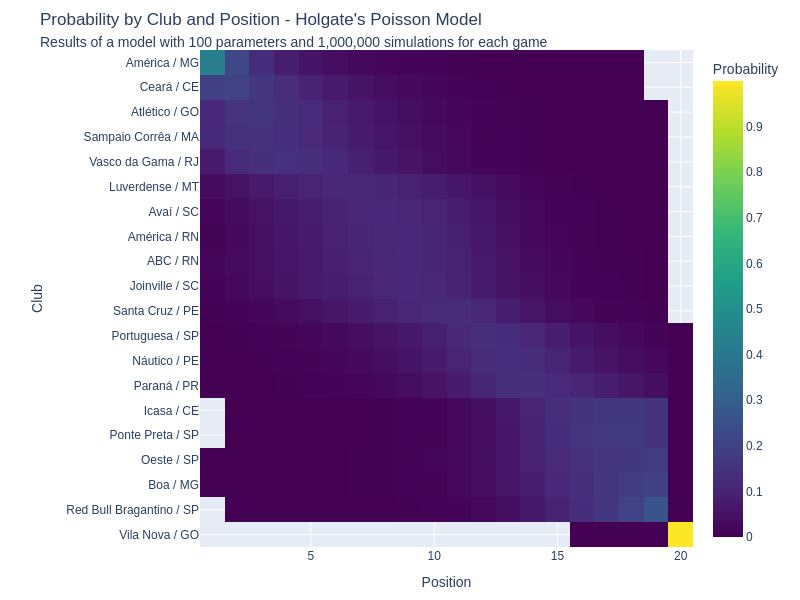 Probability by Club and Position - Holgate's Poisson Model
Results of a model with 100 parameters and 1,000,000 simulations for each game
Probability
América / MG
Ceará / CE
Atlético / GO
Sampaio Corrêa / MA
Vasco da Gama / RJ
Luverdense / MT
Avaí / SC
América / RN
ABC / RN
Joinville / SC
Santa Cruz / PE
Portuguesa / SP
Náutico / PE
Paraná / PR
Icasa / CE
Ponte Preta / SP
Oeste / SP
Boa / MG
Red Bull Bragantino / SP
Vila Nova / GO
Club
5
10
15
20
Position
0.9
0.8
0.7
0.6
0.5
0.4
0.3
0.2
0.1
0